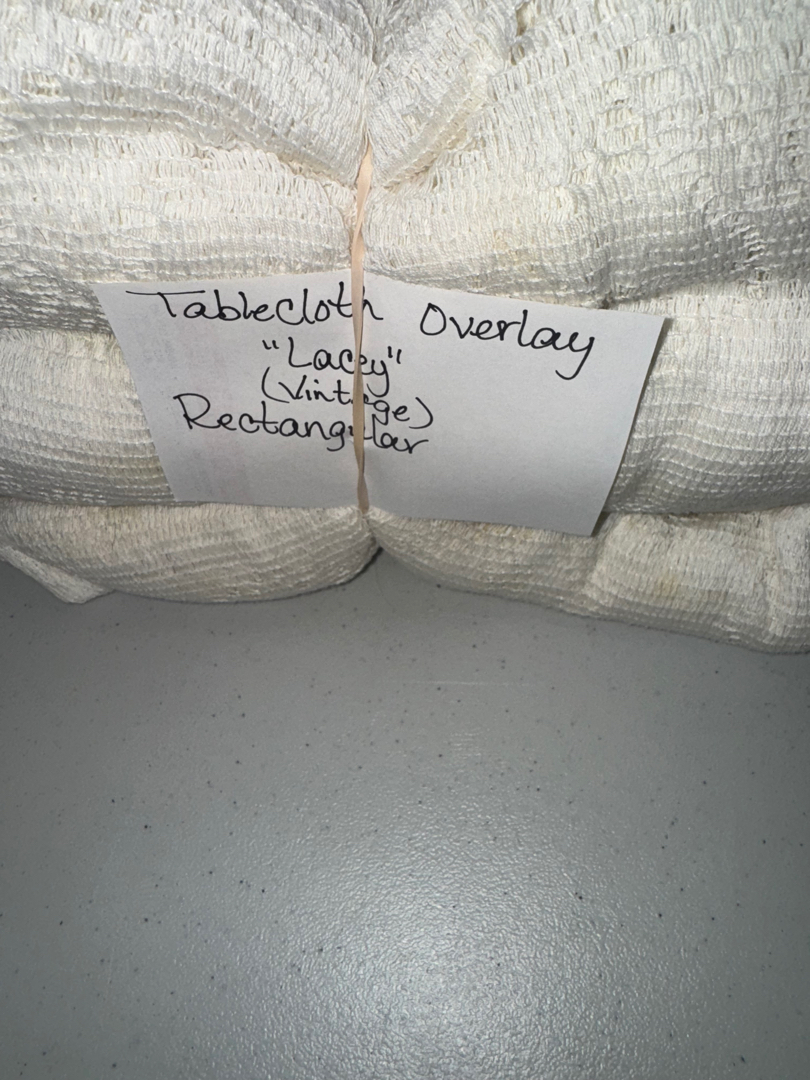 Tablecloth Overlay
"Lacey"
(Vintage)
Rectangular